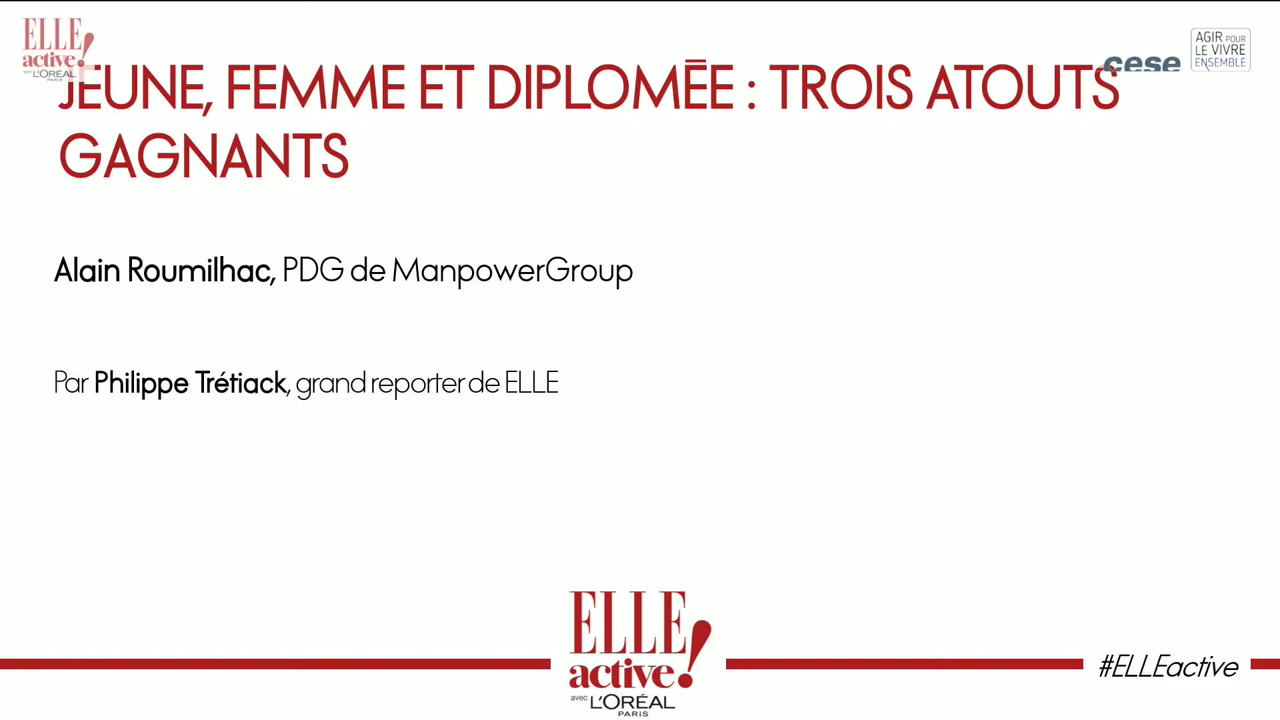 ELLE
active!
avec L'ORÉAL
PARIS
cese
AGIR POUR
LE VIVRE
ENSEMBLE
JEUNE, FEMME ET DIPLOMĒE : TROIS ATOUTS
GAGNANTS
Alain Roumilhac, PDG de ManpowerGroup
Par Philippe Trétiack, grand reporter de ELLE
ELLE
active!
avec L'ORÉAL
PARIS
#ELLEactive